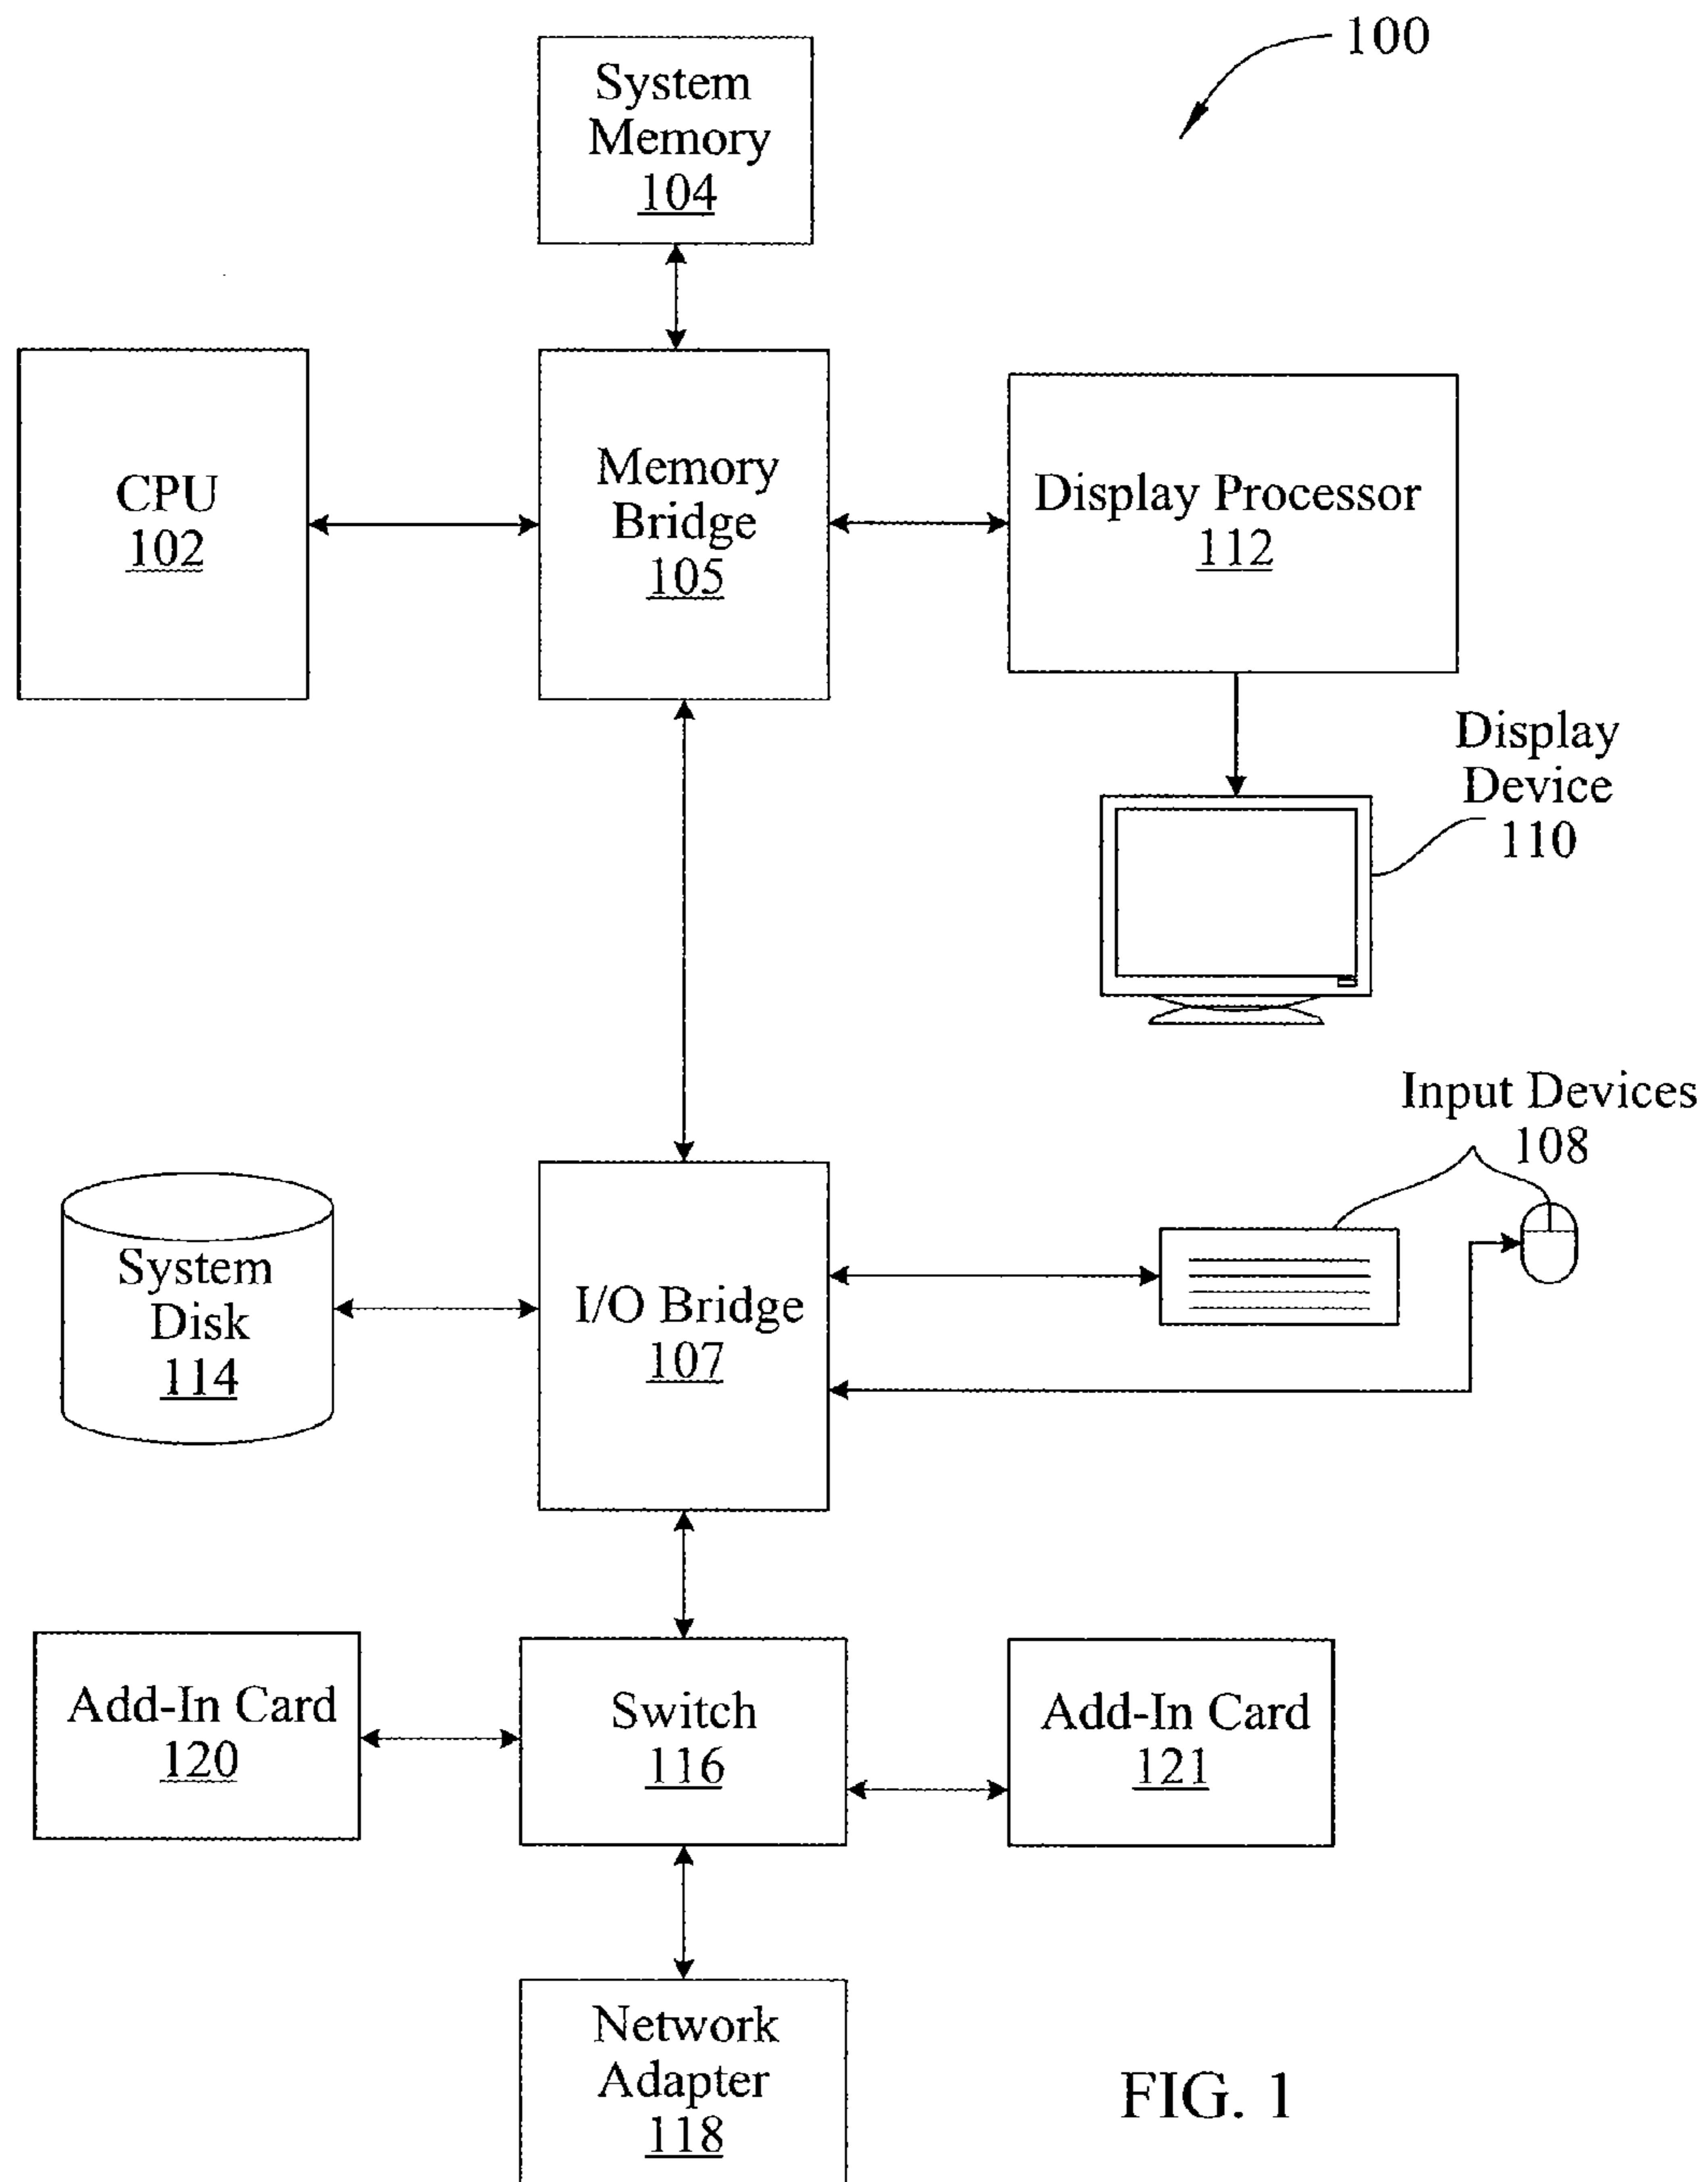 100
System
Memory
104
CPU
102
Memory
Bridge
105
Display Processor
112
Display
Device
110
Input Devices
108
System
Disk
114
I/O Bridge
107
Add-In Card
120
Switch
116
Add-In Card
121
Network
Adapter
118
FIG. 1